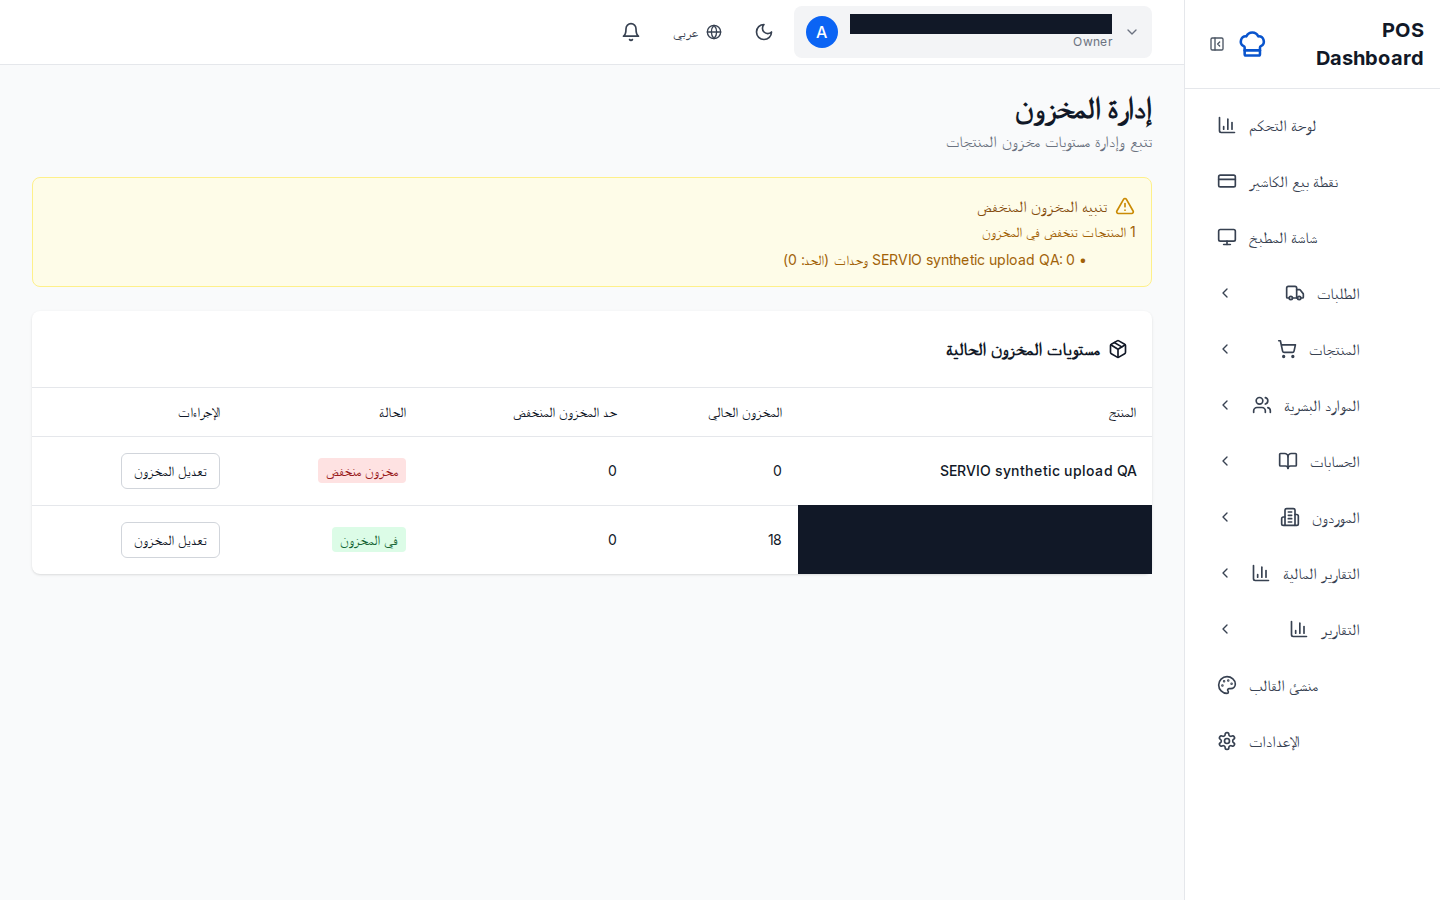 POS
Dashboard
لوحة التحكم
نقطة بيع الكاشير
شاشة المطبخ
الطلبات
المنتجات
الموارد البشرية
الحسابات
الموردون
التقارير المالية
التقارير
منشئ القالب
الإعدادات
A
Owner
عربى
إدارة المخزون
تتبع وإدارة مستويات مخزون المنتجات
تنبيه المخزون المنخفض
1 المنتجات تنخفض في المخزون
• SERVIO synthetic upload QA: 0 وحدات (الحد: 0)
مستويات المخزون الحالية
المنتج المخزون الحالي حد المخزون المنخفض الحالة الإجراءات
SERVIO synthetic upload QA 0 0 مخزون منخفض تعديل المخزون
18 0 في المخزون تعديل المخزون